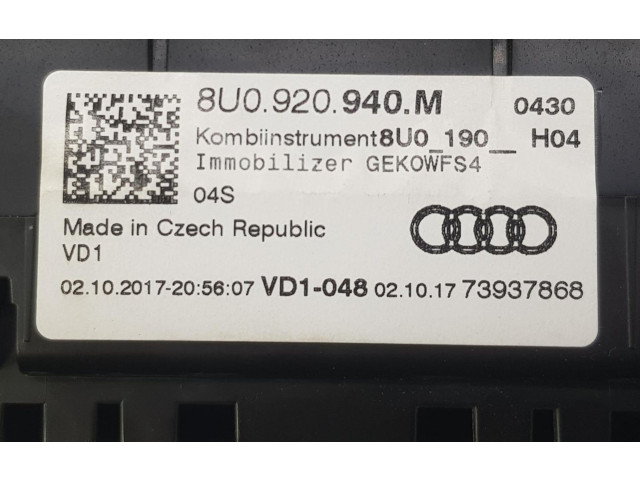 8U0.920.940.M 0430
Kombiinstrument8U0_190__ H04
Immobilizer GEKOWFS4
04S
Made in Czech Republic
VD1
02.10.2017-20:56:07 VD1-048 02.10.17 73937868